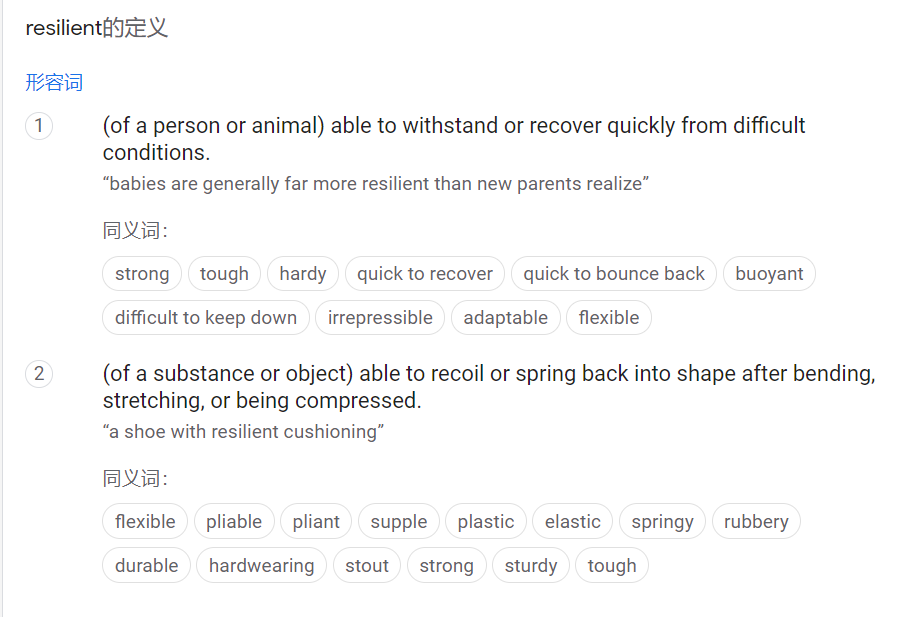 resilient的定义
形容词
1
(of a person or animal) able to withstand or recover quickly from difficult
conditions.
“babies are generally far more resilient than new parents realize”
同义词：
strong tough hardy quick to recover quick to bounce back buoyant
difficult to keep down irrepressible adaptable flexible
2
(of a substance or object) able to recoil or spring back into shape after bending,
stretching, or being compressed.
“a shoe with resilient cushioning”
同义词：
flexible pliable pliant supple plastic elastic springy rubbery
durable hardwearing stout strong sturdy tough